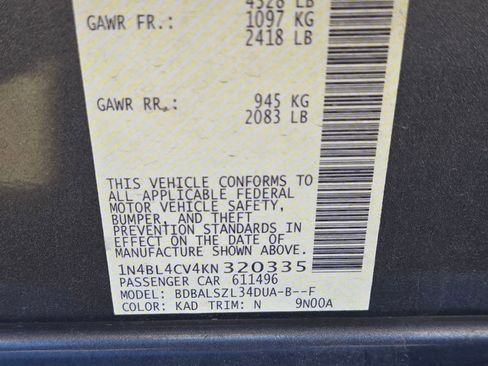 4328 LB
GAWR FR.: 1097 KG
2418 LB
GAWR RR.: 945 KG
2083 LB
THIS VEHICLE CONFORMS TO
ALL APPLICABLE FEDERAL
MOTOR VEHICLE SAFETY,
BUMPER, AND THEFT
PREVENTION STANDARDS IN
EFFECT ON THE DATE OF
MANUFACTURE SHOWN ABOVE.
1N4BL4CV4KN320335
PASSENGER CAR 611496
MODEL: BDBALSZL34DUA-B--F
COLOR: KAD TRIM: N 9N00A